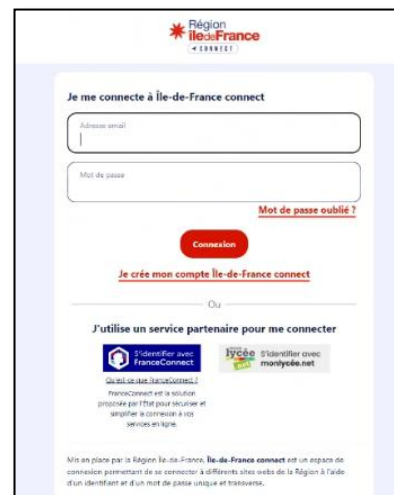 Région
îledeFrance
CONNECT
Je me connecte à Île-de-France connect
Adresse email
Mot de passe
Mot de passe oublié ?
Connexion
Je crée mon compte Île-de-France connect
Ou
J'utilise un service partenaire pour me connecter
S'identifier avec
FranceConnect
lycée
net
S'identifier avec
monlycée.net
Qu'est-ce que FranceConnect ?
FranceConnect est la solution
proposée par l'État pour sécuriser et
simplifier la connexion à vos
services en ligne.
Mis en place par la Région Île-de-France, Île-de-France connect est un espace de
connexion permettant de se connecter à différents sites webs de la Région à l'aide
d'un identifiant et d'un mot de passe unique et transverse.